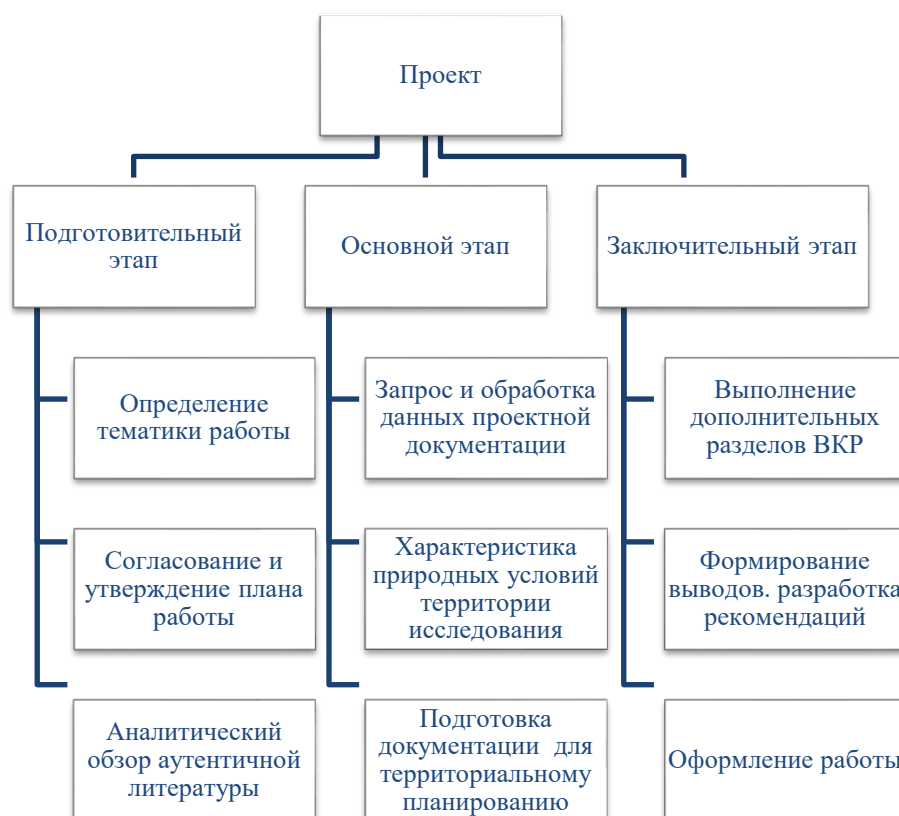 Проект
Подготовительный
этап
Определение
тематики работы
Согласование и
утверждение плана
работы
Аналитический
обзор аутентичной
литературы
Основной этап
Запрос и обработка
данных проектной
документации
Характеристика
природных условий
территории
исследования
Подготовка
документации для
территориальному
планированию
Заключительный этап
Выполнение
дополнительных
разделов ВКР
Формирование
выводов. разработка
рекомендаций
Оформление работы